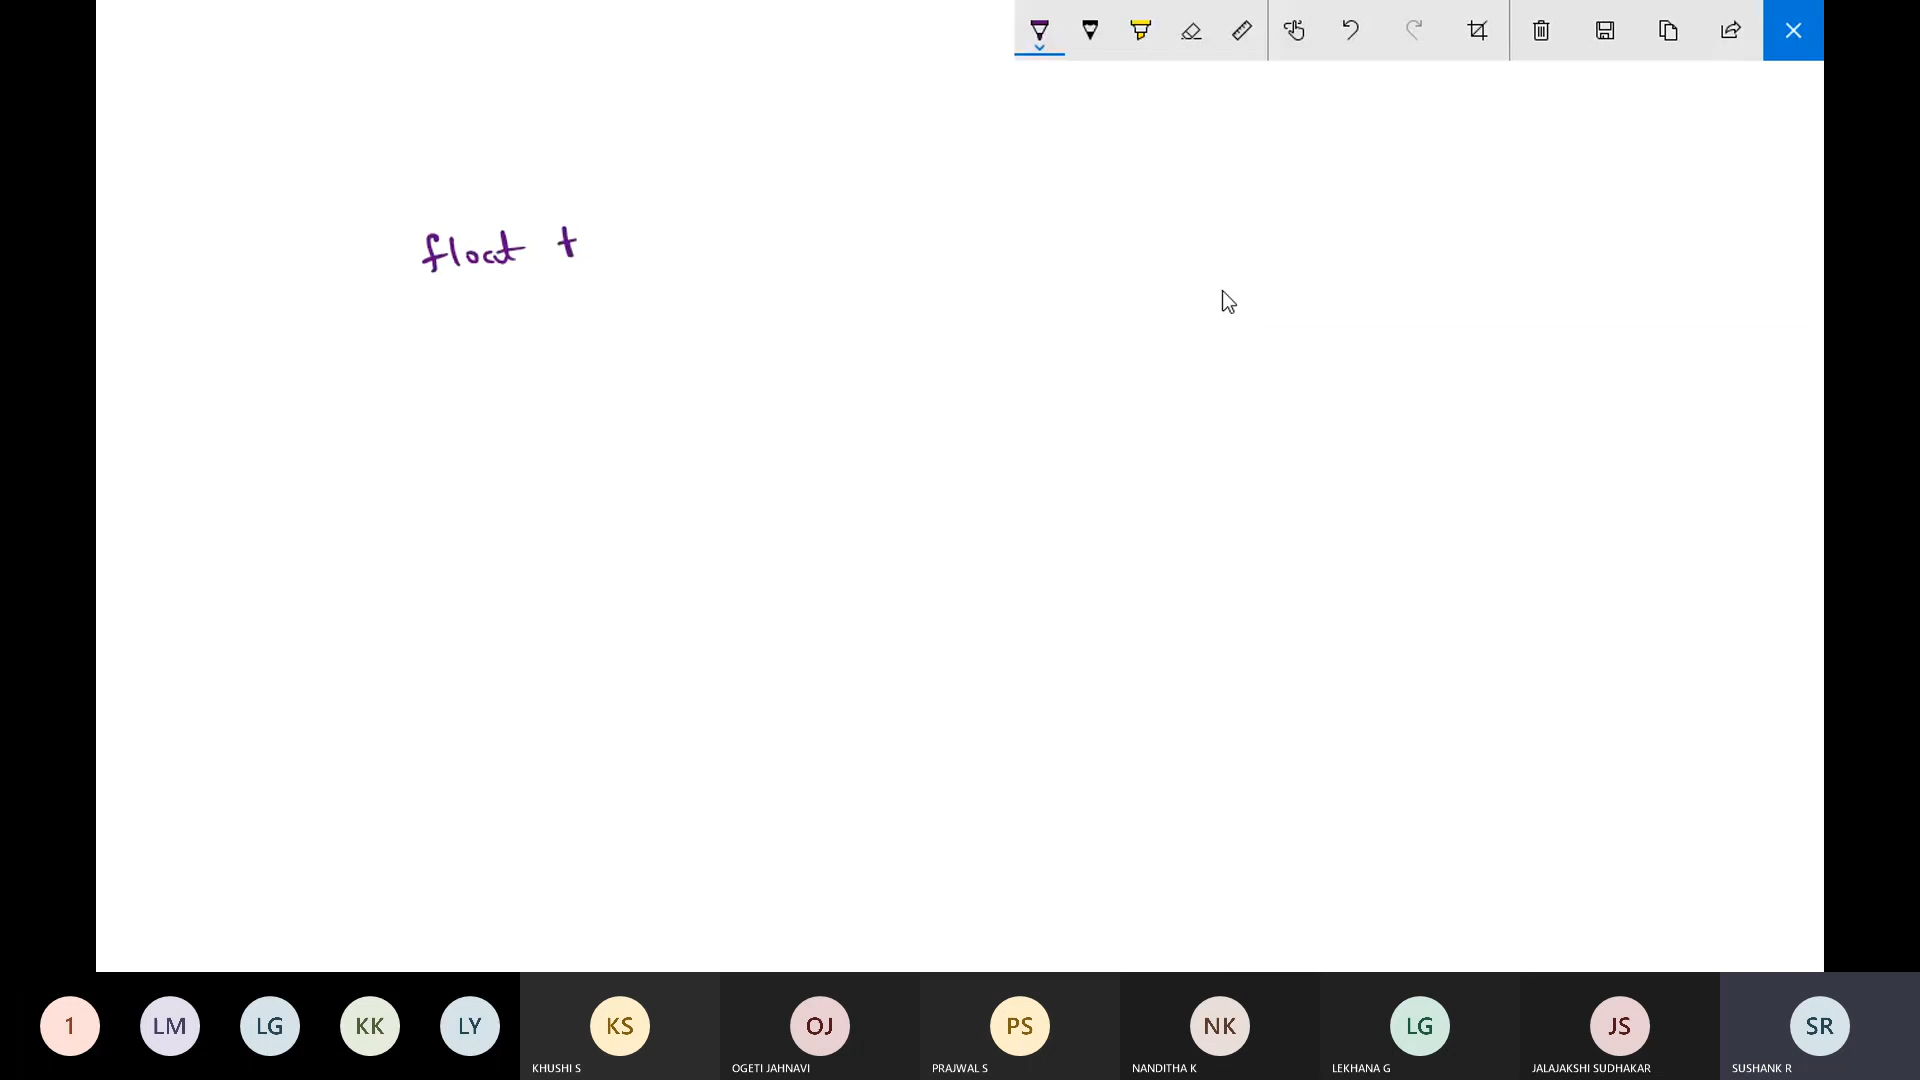 float t
1 LM LG KK LY KS OJ PS NK LG JS SR
KHUSHI S OGETI JAHNAVI PRAJWAL S NANDITHA K LEKHANA G JALAJAKSHI SUDHAKAR SUSHANK R